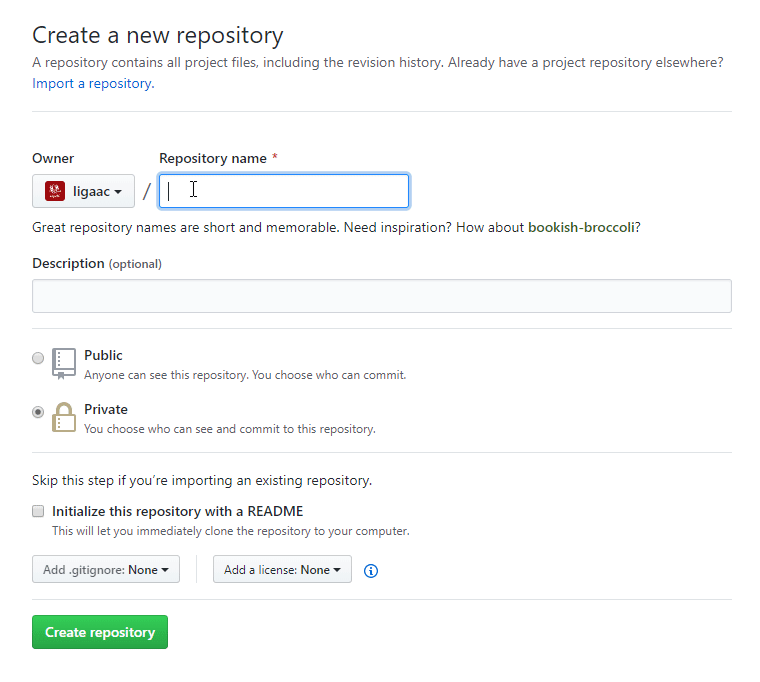 Create a new repository
A repository contains all project files, including the revision history. Already have a project repository elsewhere?
Import a repository.
Owner
Repository name *
ligaac
/
Great repository names are short and memorable. Need inspiration? How about bookish-broccoli?
Description (optional)
Public
Anyone can see this repository. You choose who can commit.
Private
You choose who can see and commit to this repository.
Skip this step if you’re importing an existing repository.
Initialize this repository with a README
This will let you immediately clone the repository to your computer.
Add .gitignore: None
Add a license: None
Create repository